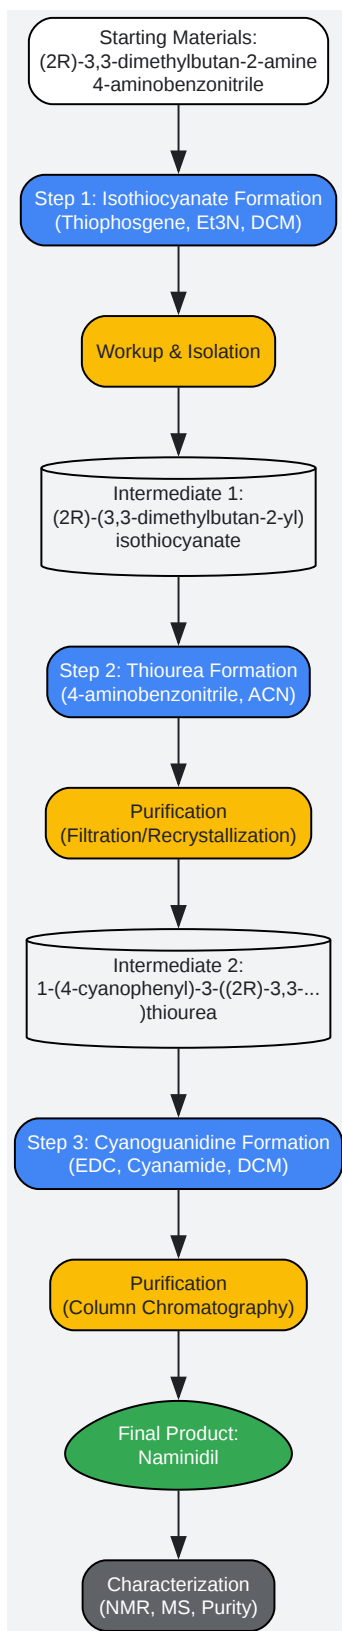 Starting Materials:
(2R)-3,3-dimethylbutan-2-amine
4-aminobenzonitrile
Step 1: Isothiocyanate Formation
(Thiophosgene, Et3N, DCM)
Workup & Isolation
Intermediate 1:
(2R)-(3,3-dimethylbutan-2-yl)
isothiocyanate
Step 2: Thiourea Formation
(4-aminobenzonitrile, ACN)
Purification
(Filtration/Recrystallization)
Intermediate 2:
1-(4-cyanophenyl)-3-((2R)-3,3-...
)thiourea
Step 3: Cyanoguanidine Formation
(EDC, Cyanamide, DCM)
Purification
(Column Chromatography)
Final Product:
Naminidil
Characterization
(NMR, MS, Purity)